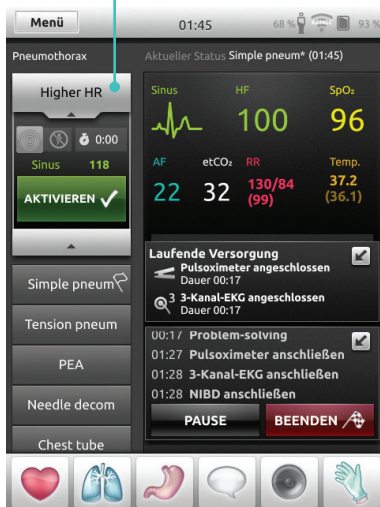 Menü
01:45
68 %
ADHOC
93 %
Pneumothorax
Aktueller Status Simple pneum* (01:45)
Higher HR
0:00
Sinus 118
AKTIVIEREN
Simple pneum
Tension pneum
PEA
Needle decom
Chest tube
Sinus HF SpO₂
100 96
AF etCO₂ RR Temp.
22 32 130/84 (99) 37.2 (36.1)
Laufende Versorgung
Pulsoximeter angeschlossen
Dauer 00:17
3 3-Kanal-EKG angeschlossen
Dauer 00:17
00:17 Problem-solving
01:27 Pulsoximeter anschließen
01:28 3-Kanal-EKG anschließen
01:28 NIBD anschließen
PAUSE BEENDEN